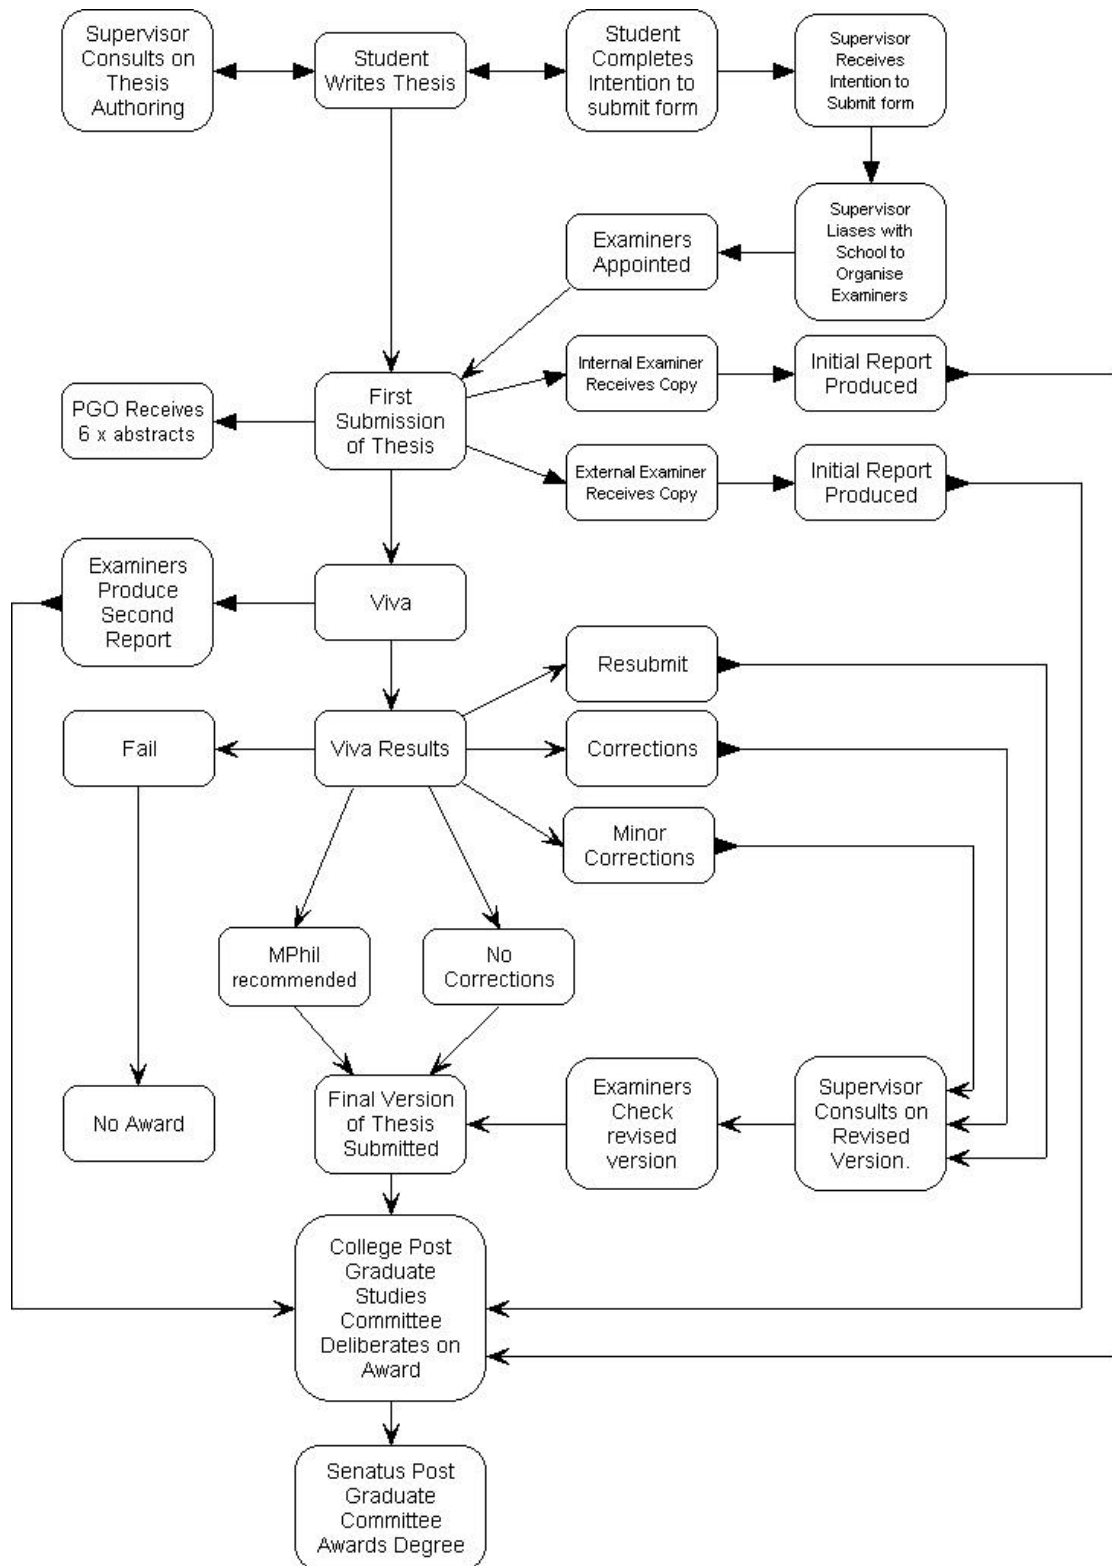 Supervisor
Consults on
Thesis
Authoring
Student
Writes Thesis
Student
Completes
Intention to
submit form
Supervisor
Receives
Intention to
Submit form
Supervisor
Liases with
School to
Organise
Examiners
Examiners
Appointed
Internal Examiner
Receives Copy
Initial Report
Produced
PGO Receives
6 x abstracts
First
Submission
of Thesis
External Examiner
Receives Copy
Initial Report
Produced
Examiners
Produce
Second
Report
Viva
Resubmit
Fail
Viva Results
Corrections
Minor
Corrections
MPhil
recommended
No
Corrections
No Award
Final Version
of Thesis
Submitted
Examiners
Check
revised
version
Supervisor
Consults on
Revised
Version.
College Post
Graduate
Studies
Committee
Deliberates on
Award
Senatus Post
Graduate
Committee
Awards Degree